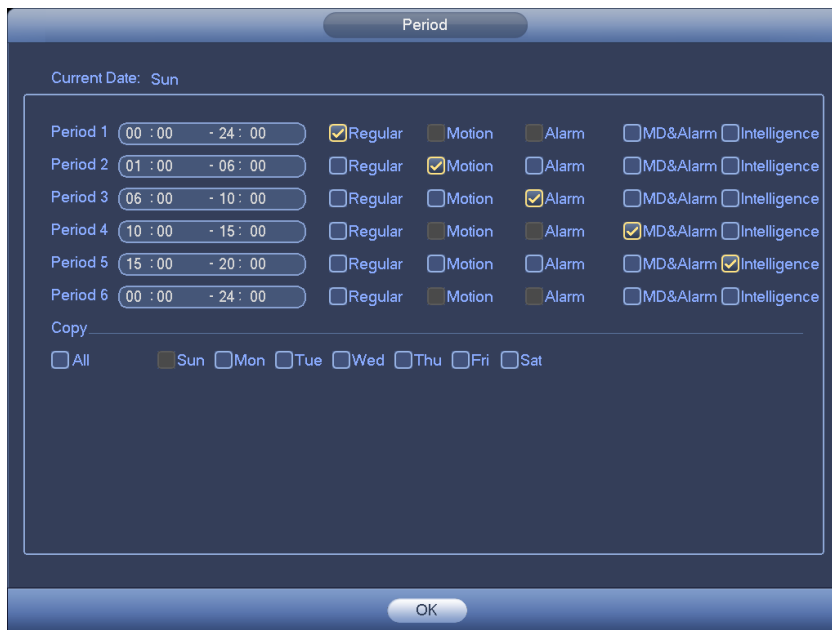 Period
Current Date: Sun
Period 1 00 :00 - 24 : 00 Regular Motion Alarm MD&Alarm Intelligence
Period 2 01 :00 - 06 : 00 Regular Motion Alarm MD&Alarm Intelligence
Period 3 06 :00 - 10 : 00 Regular Motion Alarm MD&Alarm Intelligence
Period 4 10 :00 - 15 : 00 Regular Motion Alarm MD&Alarm Intelligence
Period 5 15 :00 - 20 : 00 Regular Motion Alarm MD&Alarm Intelligence
Period 6 00 :00 - 24 : 00 Regular Motion Alarm MD&Alarm Intelligence
Copy
All Sun Mon Tue Wed Thu Fri Sat
OK